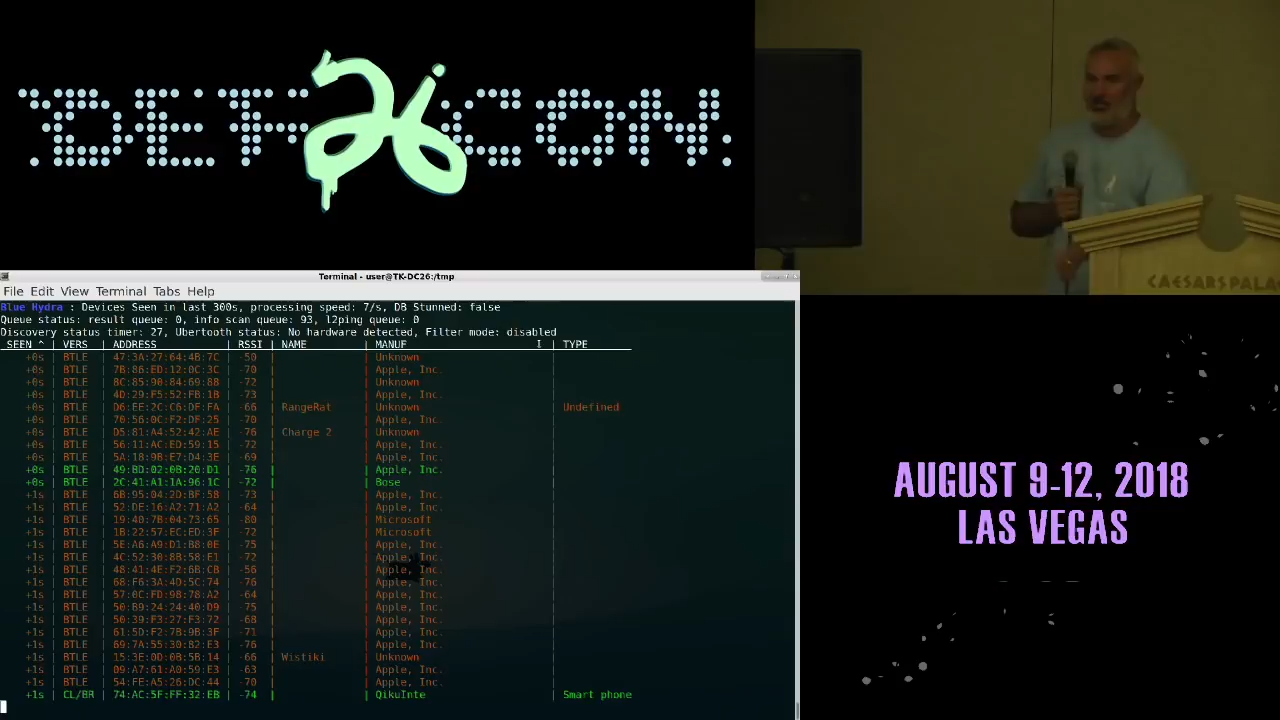 DEF 26 CON
CAESARS PALA
Terminal - user@TK-DC26:/tmp
File Edit View Terminal Tabs Help
Blue Hydra : Devices Seen in last 300s, processing speed: 7/s, DB Stunned: false
Queue status: result queue: 0, info scan queue: 93, l2ping queue: 0
Discovery status timer: 27, Ubertooth status: No hardware detected, Filter mode: disabled
SEEN ^ | VERS | ADDRESS | RSSI | NAME | MANUF | TYPE
+0s | BTLE | 47:3A:27:64:4B:7C | -50 | | Unknown |
+0s | BTLE | 7B:86:ED:12:0C:3C | -70 | | Apple, Inc. |
+0s | BTLE | 8C:85:90:84:69:8B | -72 | | Unknown |
+0s | BTLE | 4D:29:F5:52:FB:1B | -73 | | Apple, Inc. |
+0s | BTLE | D6:EE:2C:C6:DF:FA | -66 | RangeRat | Unknown | Undefined
+0s | BTLE | 70:56:0C:F2:DF:25 | -70 | | Apple, Inc. |
+0s | BTLE | D5:81:A4:52:42:AE | -76 | Charge 2 | Unknown |
+0s | BTLE | 56:11:AC:ED:59:15 | -72 | | Apple, Inc. |
+0s | BTLE | 5A:18:9B:E7:D4:3E | -69 | | Apple, Inc. |
+0s | BTLE | 49:BD:02:0B:20:D1 | -76 | | Apple, Inc. |
+0s | BTLE | 2C:41:A1:1A:96:1C | -72 | | Bose |
+1s | BTLE | 6B:95:04:2D:BF:58 | -73 | | Apple, Inc. |
+1s | BTLE | 52:DE:16:A2:71:A2 | -64 | | Apple, Inc. |
+1s | BTLE | 19:40:7B:04:73:65 | -80 | | Microsoft |
+1s | BTLE | 1B:22:57:EC:ED:3F | -72 | | Microsoft |
+1s | BTLE | 5E:A6:A9:D1:B8:0E | -75 | | Apple, Inc. |
+1s | BTLE | 4C:52:30:8B:58:E1 | -72 | | Apple, Inc. |
+1s | BTLE | 48:41:4E:F2:6B:CB | -56 | | Apple, Inc. |
+1s | BTLE | 68:F6:3A:4D:5C:74 | -76 | | Apple, Inc. |
+1s | BTLE | 57:0C:FD:98:78:A2 | -64 | | Apple, Inc. |
+1s | BTLE | 50:B9:24:24:40:D9 | -75 | | Apple, Inc. |
+1s | BTLE | 50:39:F3:27:F3:72 | -68 | | Apple, Inc. |
+1s | BTLE | 61:5D:F2:7B:9B:3F | -71 | | Apple, Inc. |
+1s | BTLE | 69:7A:55:30:82:E3 | -76 | | Apple, Inc. |
+1s | BTLE | 15:3E:0D:0B:5B:14 | -66 | Wistiki | Unknown |
+1s | BTLE | 09:A7:61:A0:59:E3 | -63 | | Apple, Inc. |
+1s | BTLE | 54:FE:A5:26:DC:44 | -70 | | Apple, Inc. |
+1s | CL/BR | 74:AC:5F:FF:32:EB | -74 | | QikuInte | Smart phone
AUGUST 9-12, 2018
LAS VEGAS